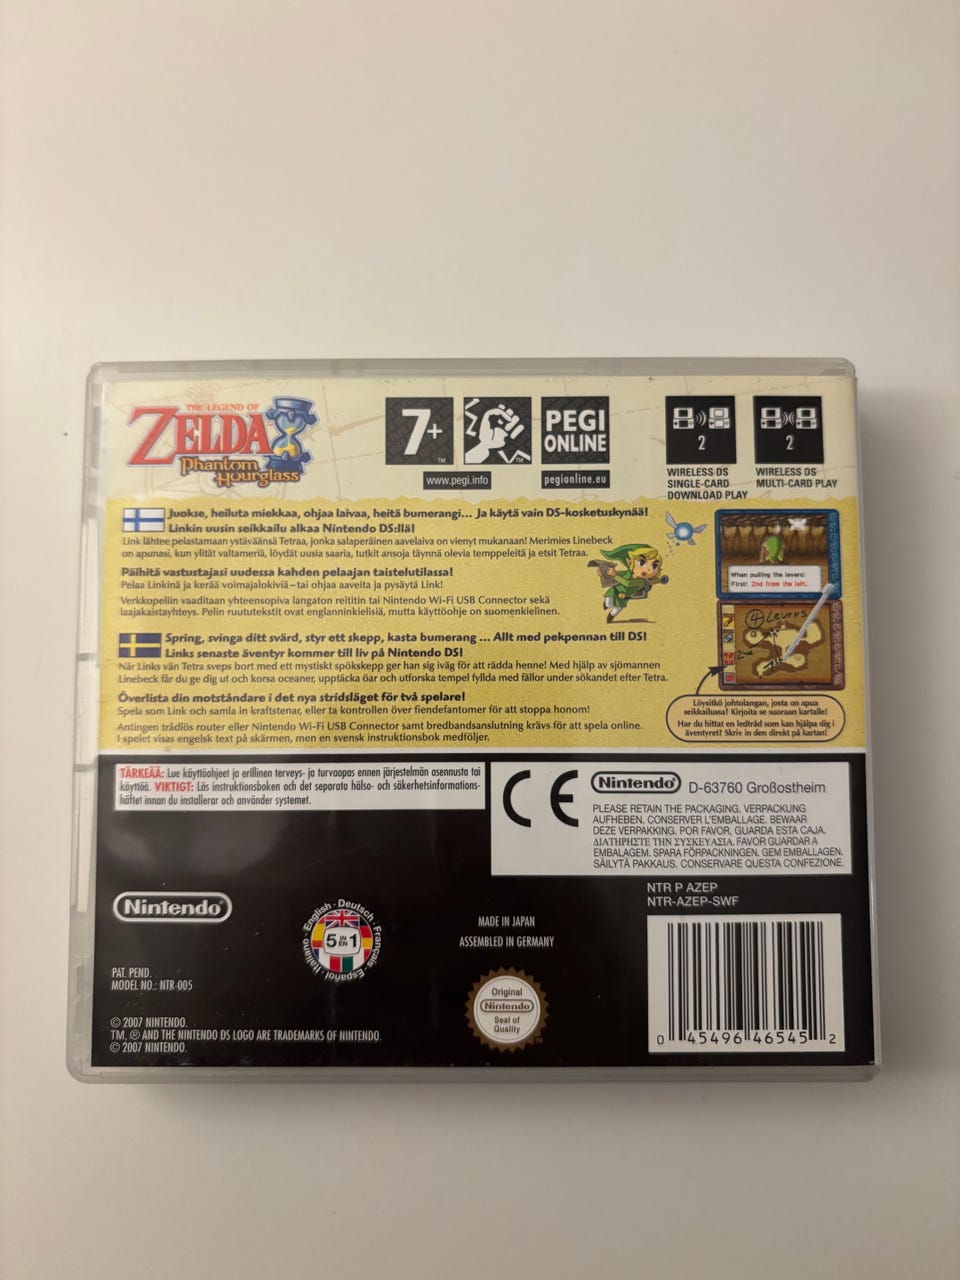 THE LEGEND OF
ZELDA
Phantom
Hourglass
7+
TM
TM
www.pegi.info
PEGI
ONLINE
pegionline.eu
2
WIRELESS DS
SINGLE-CARD
DOWNLOAD PLAY
2
WIRELESS DS
MULTI-CARD PLAY
Juokse, heiluta miekkaa, ohjaa laivaa, heitä bumerangi... Ja käytä vain DS-kosketuskynää!
Linkin uusin seikkailu alkaa Nintendo DS:llä!
Link lähtee pelastamaan ystäväänsä Tetraa, jonka salaperäinen aavelaiva on vienyt mukanaan! Merimies Linebeck
on apunasi, kun ylität valtameriä, löydät uusia saaria, tutkit ansoja täynnä olevia temppeleitä ja etsit Tetraa.
Päihitä vastustajasi uudessa kahden pelaajan taistelutilassa!
Pelaa Linkinä ja kerää voimajalokiviä – tai ohjaa aaveita ja pysäytä Link!
Verkkopeliin vaaditaan yhteensopiva langaton reititin tai Nintendo Wi-Fi USB Connector sekä
laajakaistayhteys. Pelin ruututekstit ovat englanninkielisiä, mutta käyttöohje on suomenkielinen.
Spring, svinga ditt svärd, styr ett skepp, kasta bumerang ... Allt med pekpennan till DS!
Links senaste äventyr kommer till liv på Nintendo DS!
När Links vän Tetra sveps bort med ett mystiskt spökskepp ger han sig iväg för att rädda henne! Med hjälp av sjömannen
Linebeck får du ge dig ut och korsa oceaner, upptäcka öar och utforska tempel fyllda med fällor under sökandet efter Tetra.
Överlista din motståndare i det nya stridsläget för två spelare!
Spela som Link och samla in kraftstenar, eller ta kontrollen över fiendefantomer för att stoppa honom!
Antingen trådlös router eller Nintendo Wi-Fi USB Connector samt bredbandsanslutning krävs för att spela online.
I spelet visas engelsk text på skärmen, men en svensk instruktionsbok medföljer.
When pulling the levers:
First: 2nd from the left.
4 Levers
2nd
Löysitkö johtolangan, josta on apua
seikkailussa? Kirjoita se suoraan kartalle!
Har du hittat en ledtråd som kan hjälpa dig i
äventyret? Skriv in den direkt på kartan!
TÄRKEÄÄ: Lue käyttöohjeet ja erillinen terveys- ja turvaopas ennen järjestelmän asennusta tai
käyttöä. VIKTIGT: Läs instruktionsboken och det separata hälso- och säkerhetsinformations-
häftet innan du installerar och använder systemet.
CE
Nintendo®
D-63760 Großostheim
PLEASE RETAIN THE PACKAGING. VERPACKUNG
AUFHEBEN. CONSERVER L'EMBALLAGE. BEWAAR
DEZE VERPAKKING. POR FAVOR, GUARDA ESTA CAJA.
ΔΙΑΤΗΡΗΣΤΕ ΤΗΝ ΣΥΣΚΕΥΑΣΙΑ. FAVOR GUARDAR A
EMBALAGEM. SPARA FÖRPACKNINGEN. GEM EMBALLAGEN.
SÄILYTÄ PAKKAUS. CONSERVARE QUESTA CONFEZIONE.
NTR P AZEP
NTR-AZEP-SWF
Nintendo®
English · Deutsch · Français · Español · Italiano
5 IN EN 1
MADE IN JAPAN
ASSEMBLED IN GERMANY
PAT. PEND.
MODEL NO.: NTR-005
Original
Nintendo
Seal of
Quality
TM
© 2007 NINTENDO.
TM, ® AND THE NINTENDO DS LOGO ARE TRADEMARKS OF NINTENDO.
© 2007 NINTENDO.
0 45496 46545 2